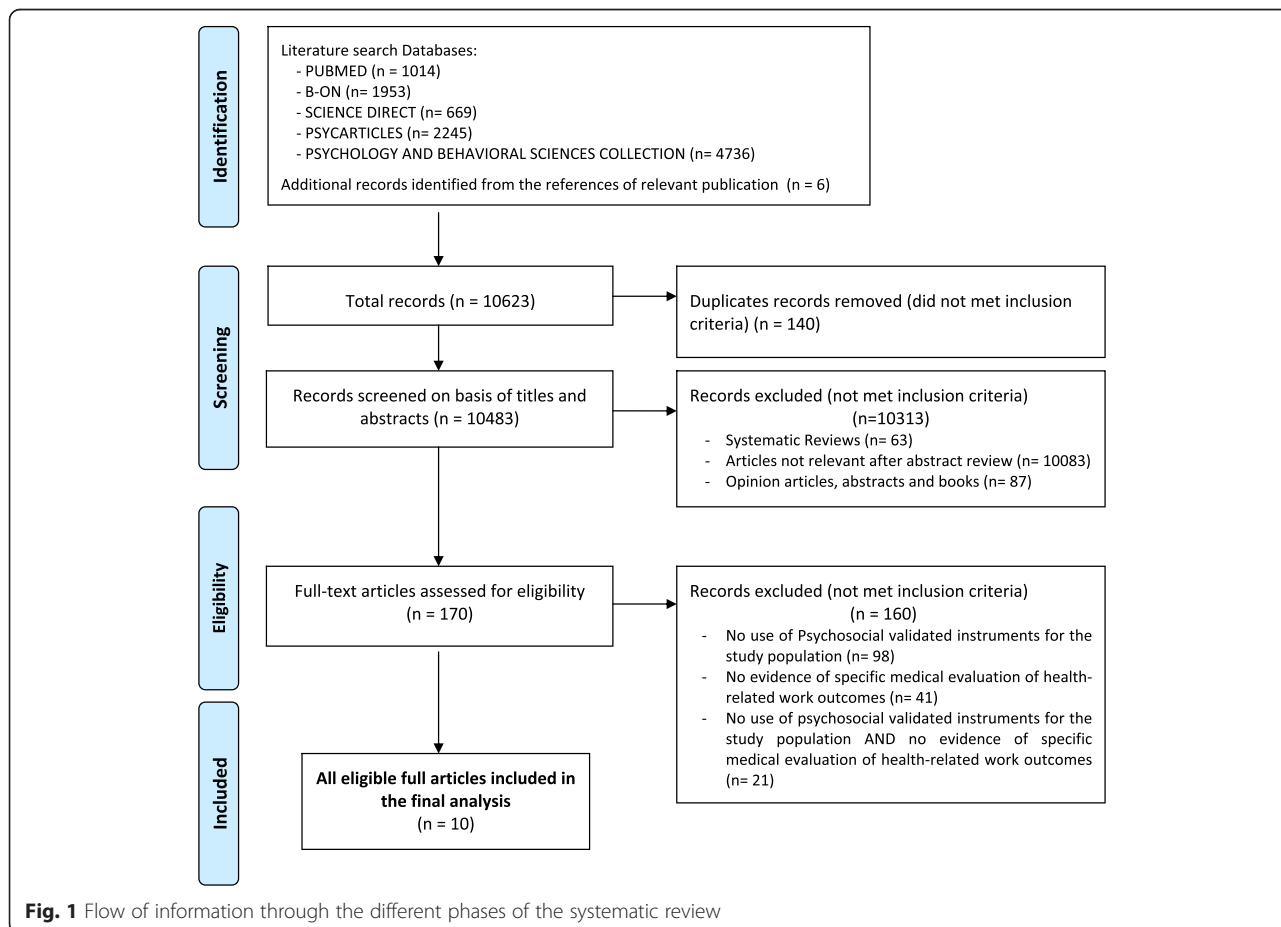 Identification
Literature search Databases:
- PUBMED (n = 1014)
- B-ON (n= 1953)
- SCIENCE DIRECT (n= 669)
- PSYCARTICLES (n= 2245)
- PSYCHOLOGY AND BEHAVIORAL SCIENCES COLLECTION (n= 4736)
Additional records identified from the references of relevant publication (n = 6)
Screening
Total records (n = 10623)
Duplicates records removed (did not met inclusion
criteria) (n = 140)
Records screened on basis of titles and
abstracts (n = 10483)
Records excluded (not met inclusion criteria)
(n=10313)
- Systematic Reviews (n= 63)
- Articles not relevant after abstract review (n= 10083)
- Opinion articles, abstracts and books (n= 87)
Eligibility
Full-text articles assessed for eligibility
(n = 170)
Records excluded (not met inclusion criteria)
(n = 160)
- No use of Psychosocial validated instruments for the
study population (n= 98)
- No evidence of specific medical evaluation of health-
related work outcomes (n= 41)
- No use of psychosocial validated instruments for the
study population AND no evidence of specific
medical evaluation of health-related work outcomes
(n= 21)
Included
All eligible full articles included in
the final analysis
(n = 10)
Fig. 1 Flow of information through the different phases of the systematic review